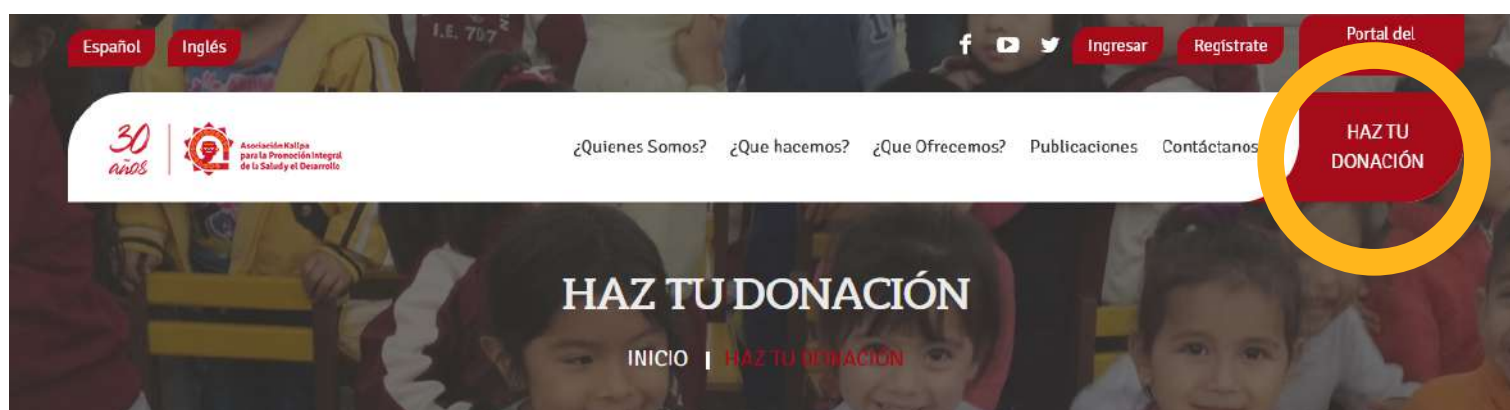 Español Inglés
I.E. 707
Ingresar Regístrate Portal del
30 años
Asociación Kallpa
para la Promoción Integral
de la Salud y el Desarrollo
¿Quienes Somos? ¿Que hacemos? ¿Que Ofrecemos? Publicaciones Contáctanos
HAZ TU
DONACIÓN
HAZ TU DONACIÓN
INICIO | HAZ TU DONACIÓN